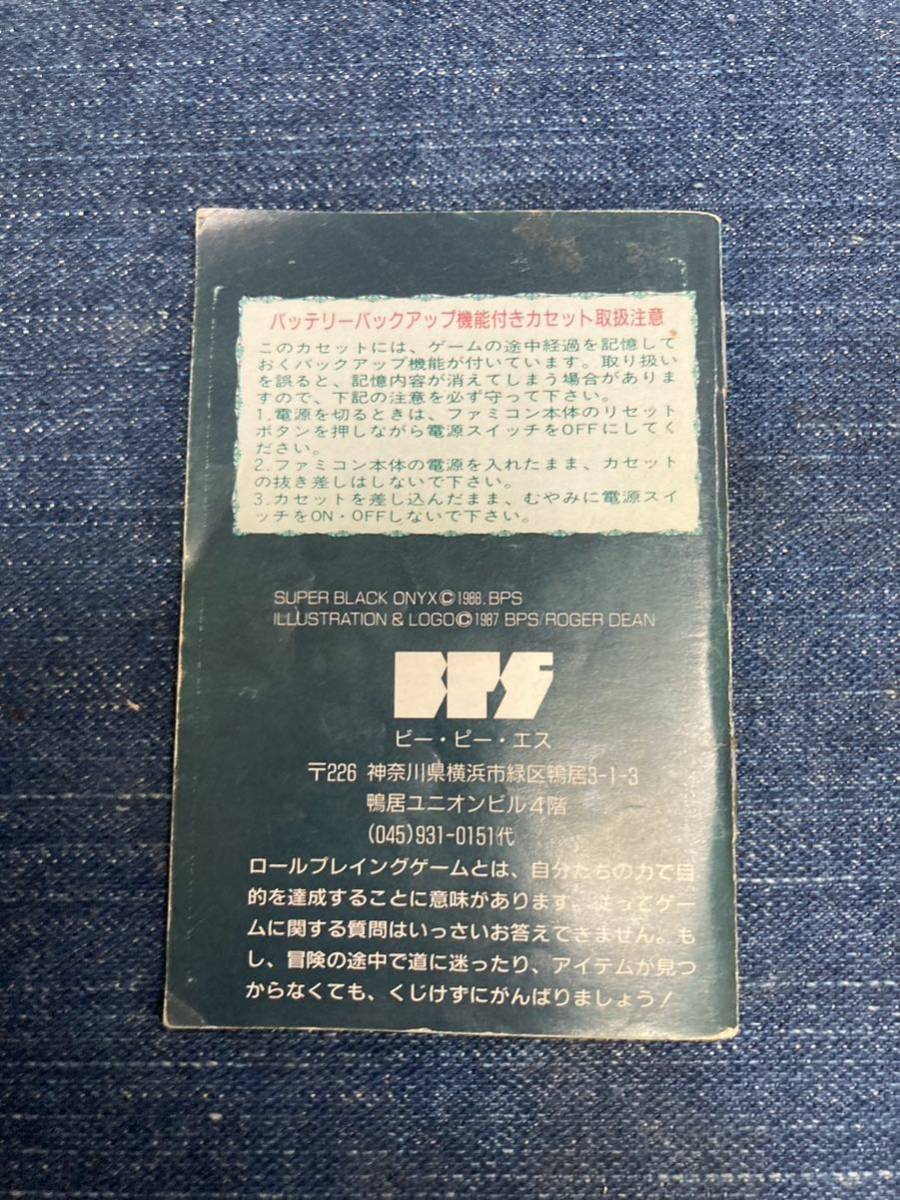 バッテリーバックアップ機能付きカセット取扱注意
このカセットには、ゲームの途中経過を記憶して
おくバックアップ機能が付いています。取り扱い
を誤ると、記憶内容が消えてしまう場合がありま
すので、下記の注意を必ず守って下さい。
1.電源を切るときは、ファミコン本体のリセット
ボタンを押しながら電源スイッチをOFFにしてく
ださい。
2.ファミコン本体の電源を入れたまま、カセット
の抜き差しはしないで下さい。
3.カセットを差し込んだまま、むやみに電源スイ
ッチをON・OFFしないで下さい。
SUPER BLACK ONYX©1988.BPS
ILLUSTRATION & LOGO©1987 BPS/ROGER DEAN
BPS
ビー・ピー・エス
〒226 神奈川県横浜市緑区鴨居3-1-3
鴨居ユニオンビル4階
(045)931-0151代
ロールプレイングゲームとは、自分たちの力で目
的を達成することに意味があります。従ってゲー
ムに関する質問はいっさいお答えできません。も
し、冒険の途中で道に迷ったり、アイテムが見つ
からなくても、くじけずにがんばりましょう!